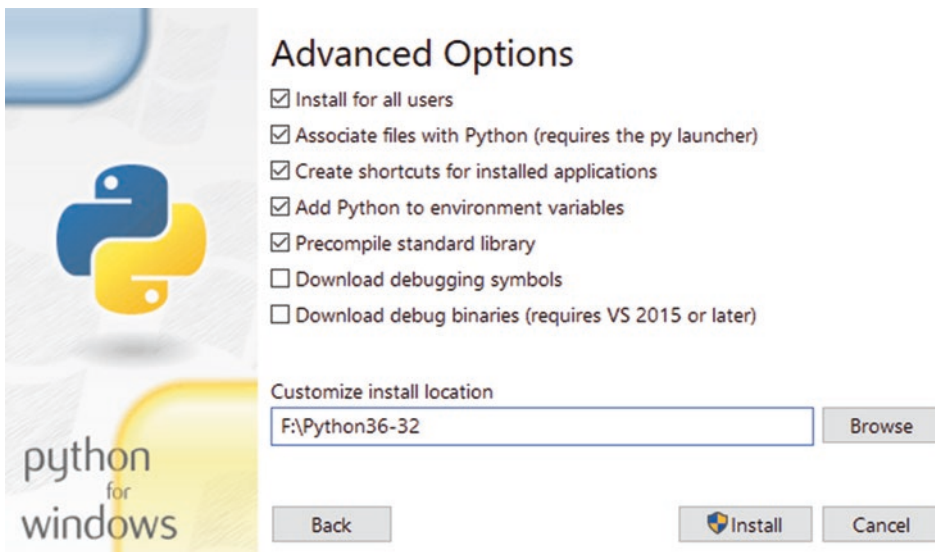 Advanced Options
Install for all users
Associate files with Python (requires the py launcher)
Create shortcuts for installed applications
Add Python to environment variables
Precompile standard library
Download debugging symbols
Download debug binaries (requires VS 2015 or later)
Customize install location
F:\Python36-32
Browse
python
for
windows
Back
Install
Cancel